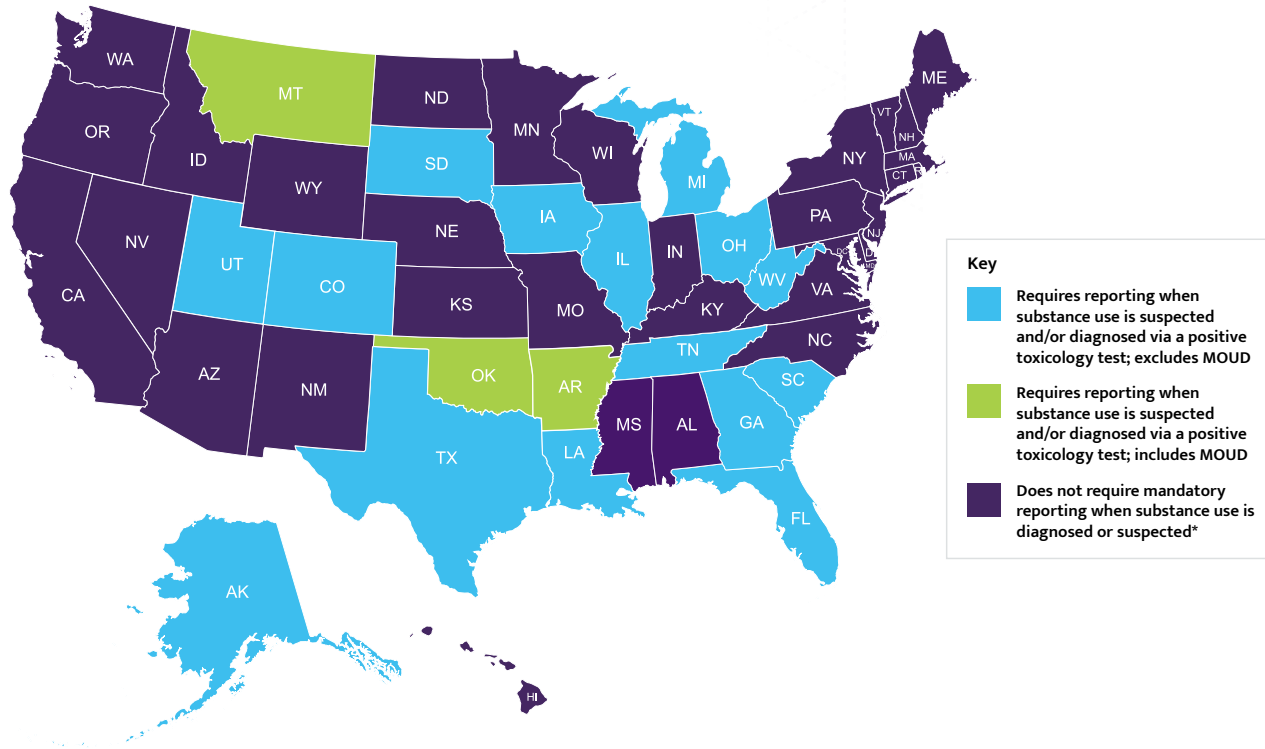 WA
MT
ND
MN
ME
OR
ID
SD
WI
VT
NH
NY
MA
CT
WY
MI
IA
NE
PA
NV
UT
CO
IL
IN
OH
NJ
WV
VA
CA
KS
MO
KY
NC
AZ
NM
OK
AR
TN
SC
MS
AL
GA
TX
LA
FL
AK
HI
Key
Requires reporting when
substance use is suspected
and/or diagnosed via a positive
toxicology test; excludes MOUD
Requires reporting when
substance use is suspected
and/or diagnosed via a positive
toxicology test; includes MOUD
Does not require mandatory
reporting when substance use is
diagnosed or suspected*